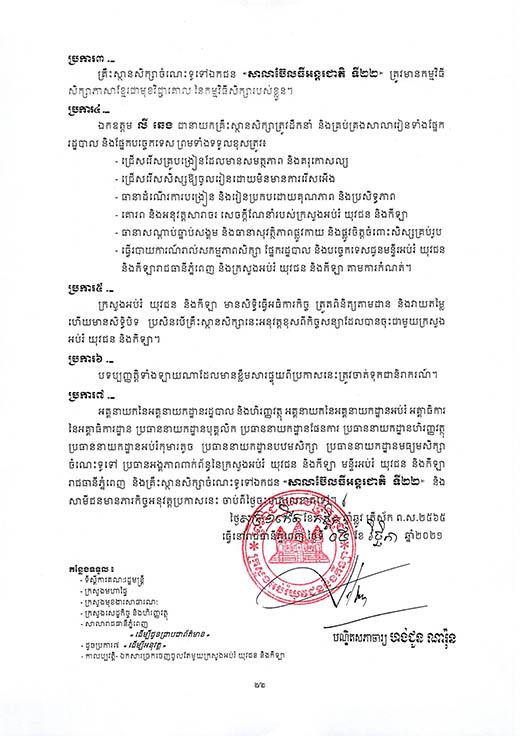 ប្រការ៣ ._
គ្រឹះស្ថានសិក្សាចំណេះទូទៅឯកជន «សាលាប៊ែលធីអន្តរជាតិ ទី២២» ត្រូវមានកម្មវិធី
សិក្សាភាសាខ្មែរជាមុខវិជ្ជាគោល នៃកម្មវិធីសិក្សារបស់ខ្លួន។
ប្រការ៤ ._
ឯកឧត្តម លី ឆេង ជានាយកគ្រឹះស្ថានសិក្សាត្រូវដឹកនាំ និងគ្រប់គ្រងសាលារៀនទាំងផ្នែក
រដ្ឋបាល និងផ្នែកបច្ចេកទេស ព្រមទាំងទទួលខុសត្រូវ៖
- ជ្រើសរើសគ្រូបង្រៀនដែលមានសមត្ថភាព និងគរុកោសល្យ
- ជ្រើសរើសសិស្សឱ្យចូលរៀនដោយមិនមានការរើសអើង
- ធានាដំណើរការបង្រៀន និងរៀនប្រកបដោយគុណភាព និងប្រសិទ្ធភាព
- គោរព និងអនុវត្តសារាចរ សេចក្តីណែនាំរបស់ក្រសួងអប់រំ យុវជន និងកីឡា
- ធានាសណ្តាប់ធ្នាប់សង្គម និងធានាសុវត្ថិភាពផ្លូវកាយ និងផ្លូវចិត្តចំពោះសិស្សគ្រប់រូប
- ធ្វើរបាយការណ៍រាល់សកម្មភាពសិក្សា ផ្នែករដ្ឋបាល និងបច្ចេកទេសជូនមន្ទីរអប់រំ យុវជន
និងកីឡារាជធានីភ្នំពេញ និងក្រសួងអប់រំ យុវជន និងកីឡា តាមការកំណត់។
ប្រការ៥ ._
ក្រសួងអប់រំ យុវជន និងកីឡា មានសិទ្ធិធ្វើអធិការកិច្ច ត្រួតពិនិត្យតាមដាន និងវាយតម្លៃ
ហើយមានសិទ្ធិបិទ ប្រសិនបើគ្រឹះស្ថានសិក្សានេះអនុវត្តខុសពីកិច្ចសន្យាដែលបានចុះជាមួយក្រសួង
អប់រំ យុវជន និងកីឡា។
ប្រការ៦ ._
បទប្បញ្ញត្តិទាំងឡាយណាដែលមានខ្លឹមសារផ្ទុយពីប្រកាសនេះត្រូវចាត់ទុកជានិរាករណ៍។
ប្រការ៧ ._
អគ្គនាយកនៃអគ្គនាយកដ្ឋានរដ្ឋបាល និងហិរញ្ញវត្ថុ អគ្គនាយកនៃអគ្គនាយកដ្ឋានអប់រំ អគ្គាធិការ
នៃអគ្គាធិការដ្ឋាន ប្រធាននាយកដ្ឋានបុគ្គលិក ប្រធាននាយកដ្ឋានផែនការ ប្រធាននាយកដ្ឋានហិរញ្ញវត្ថុ
ប្រធាននាយកដ្ឋានអប់រំកុមារតូច ប្រធាននាយកដ្ឋានបឋមសិក្សា ប្រធាននាយកដ្ឋានមធ្យមសិក្សា
ចំណេះទូទៅ ប្រធានអង្គភាពពាក់ព័ន្ធនៃក្រសួងអប់រំ យុវជន និងកីឡា មន្ទីរអប់រំ យុវជន និងកីឡា
រាជធានីភ្នំពេញ និងគ្រឹះស្ថានសិក្សាចំណេះទូទៅឯកជន «សាលាប៊ែលធីអន្តរជាតិ ទី២២» និង
សាមីជនមានភារកិច្ចអនុវត្តប្រកាសនេះ ចាប់ពីថ្ងៃចុះហត្ថលេខាតទៅ។
ថ្ងៃ ខែ ឆ្នាំឆ្លូវ ត្រីស័ក ព.ស.២៥៦៥
ធ្វើនៅរាជធានីភ្នំពេញ ថ្ងៃទី ០៥ ខែ វិច្ឆិកា ឆ្នាំ២០២១
បណ្ឌិតសភាចារ្យ ហង់ជួន ណារ៉ុន
កន្លែងទទួល៖
- ទីស្តីការគណៈរដ្ឋមន្ត្រី
- ក្រសួងមហាផ្ទៃ
- ក្រសួងមុខងារសាធារណៈ
- ក្រសួងសេដ្ឋកិច្ច និងហិរញ្ញវត្ថុ
- សាលារាជធានីភ្នំពេញ
« ដើម្បីជូនជ្រាបជាព័ត៌មាន »
- ដូចប្រការ៧ «ដើម្បីអនុវត្ត»
- កាលប្បវត្តិ- ឯកសារច្រកចេញចូលតែមួយក្រសួងអប់រំ យុវជន និងកីឡា
២/២